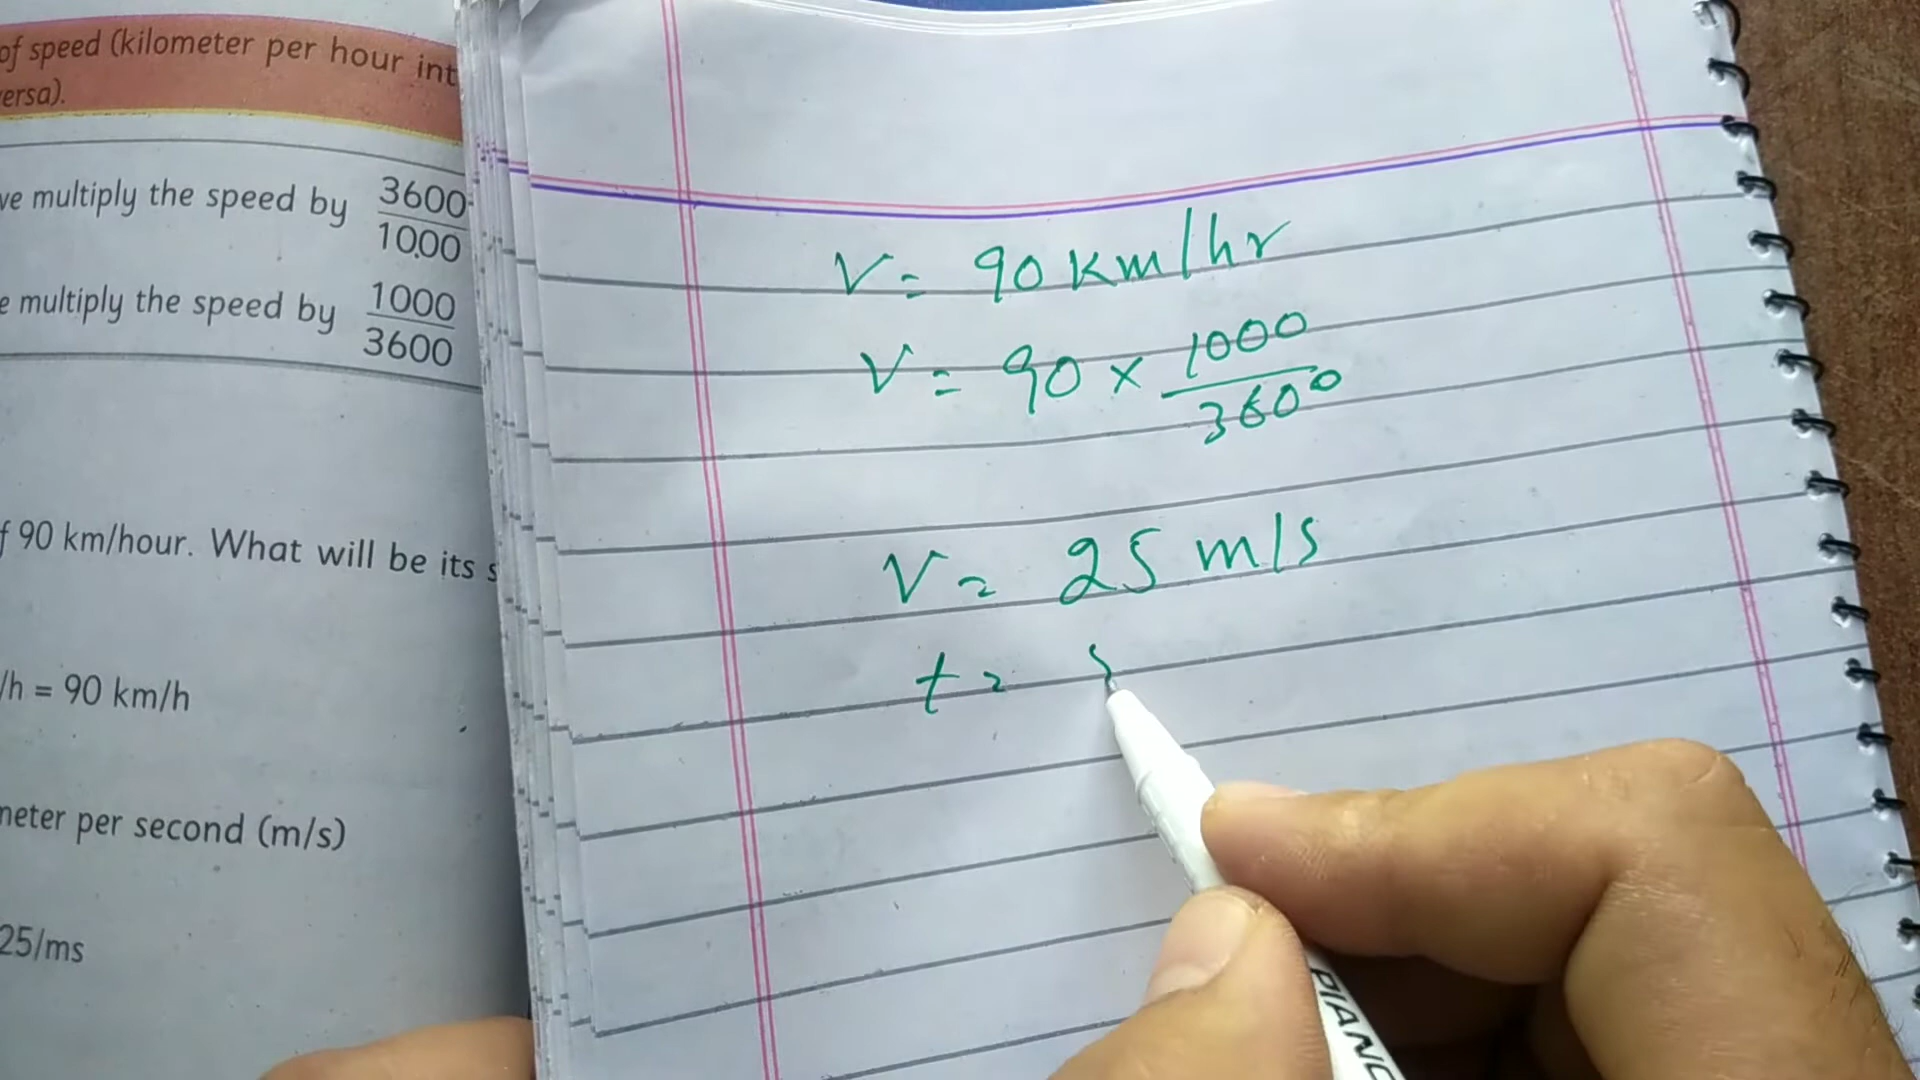 of speed (kilometer per hour int
ersa).
ve multiply the speed by 3600/1000
e multiply the speed by 1000/3600
f 90 km/hour. What will be its s
/h = 90 km/h
meter per second (m/s)
25/ms
V = 90 km/hr
V = 90 × 1000/3600
V = 25 m/s
t =
PIANO